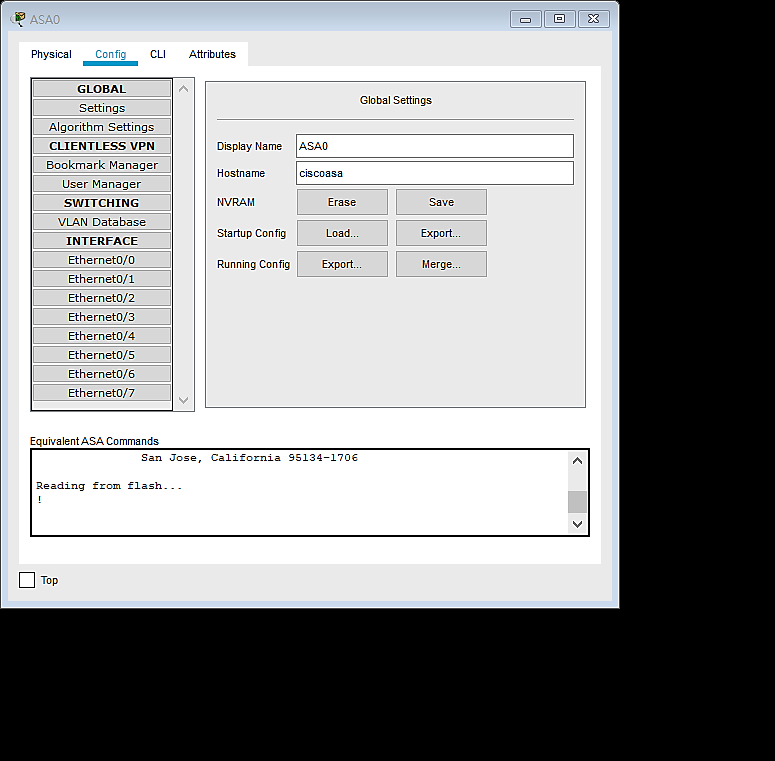 ASA0
Physical Config CLI Attributes
GLOBAL
Settings
Algorithm Settings
CLIENTLESS VPN
Bookmark Manager
User Manager
SWITCHING
VLAN Database
INTERFACE
Ethernet0/0
Ethernet0/1
Ethernet0/2
Ethernet0/3
Ethernet0/4
Ethernet0/5
Ethernet0/6
Ethernet0/7
Global Settings
Display Name ASA0
Hostname ciscoasa
NVRAM Erase Save
Startup Config Load... Export...
Running Config Export... Merge...
Equivalent ASA Commands
San Jose, California 95134-1706
Reading from flash...
!
Top